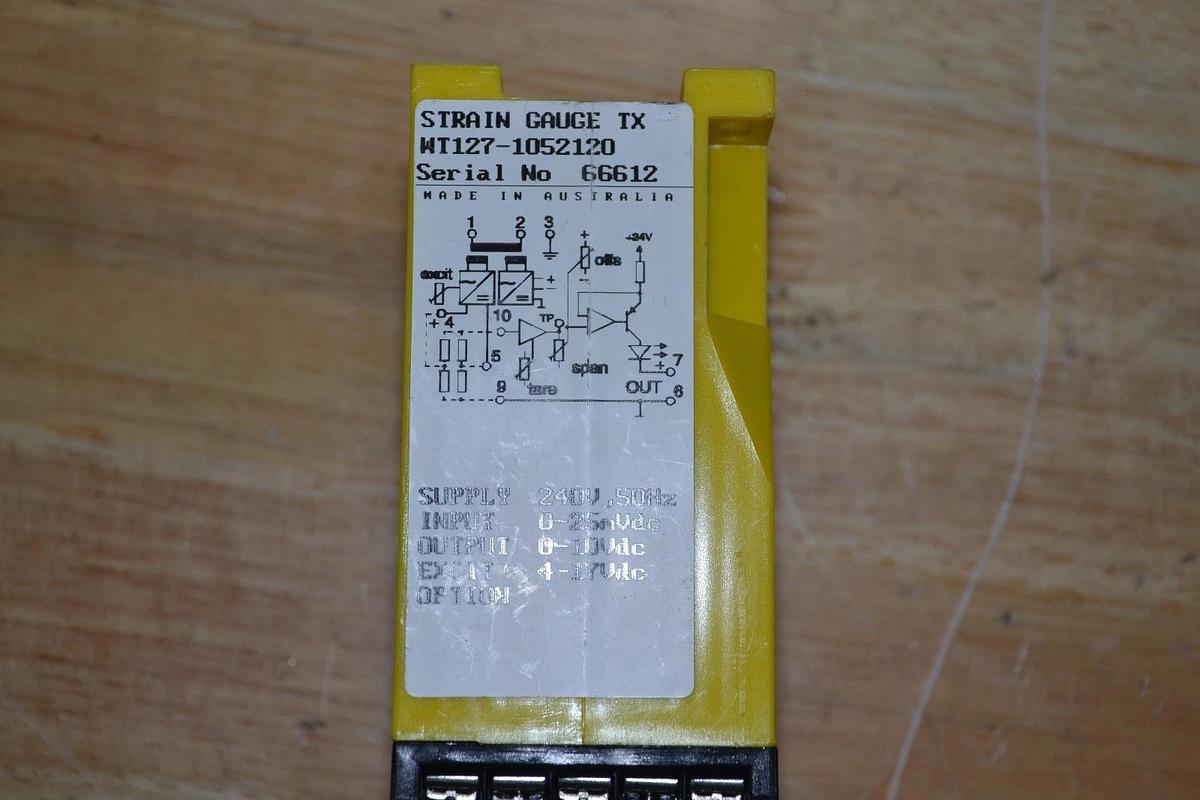 STRAIN GAUGE TX
WT127-1052120
Serial No 66612
MADE IN AUSTRALIA
1 2 3
+ +24V
offs
excit
+ -
+ 4 10 TP
5 span + 7
tare OUT
9 6
SUPPLY 240V,50Hz
INPUT 0-25mVdc
OUTPUT 0-10Vdc
EXCIT 4-17Vdc
OPTION